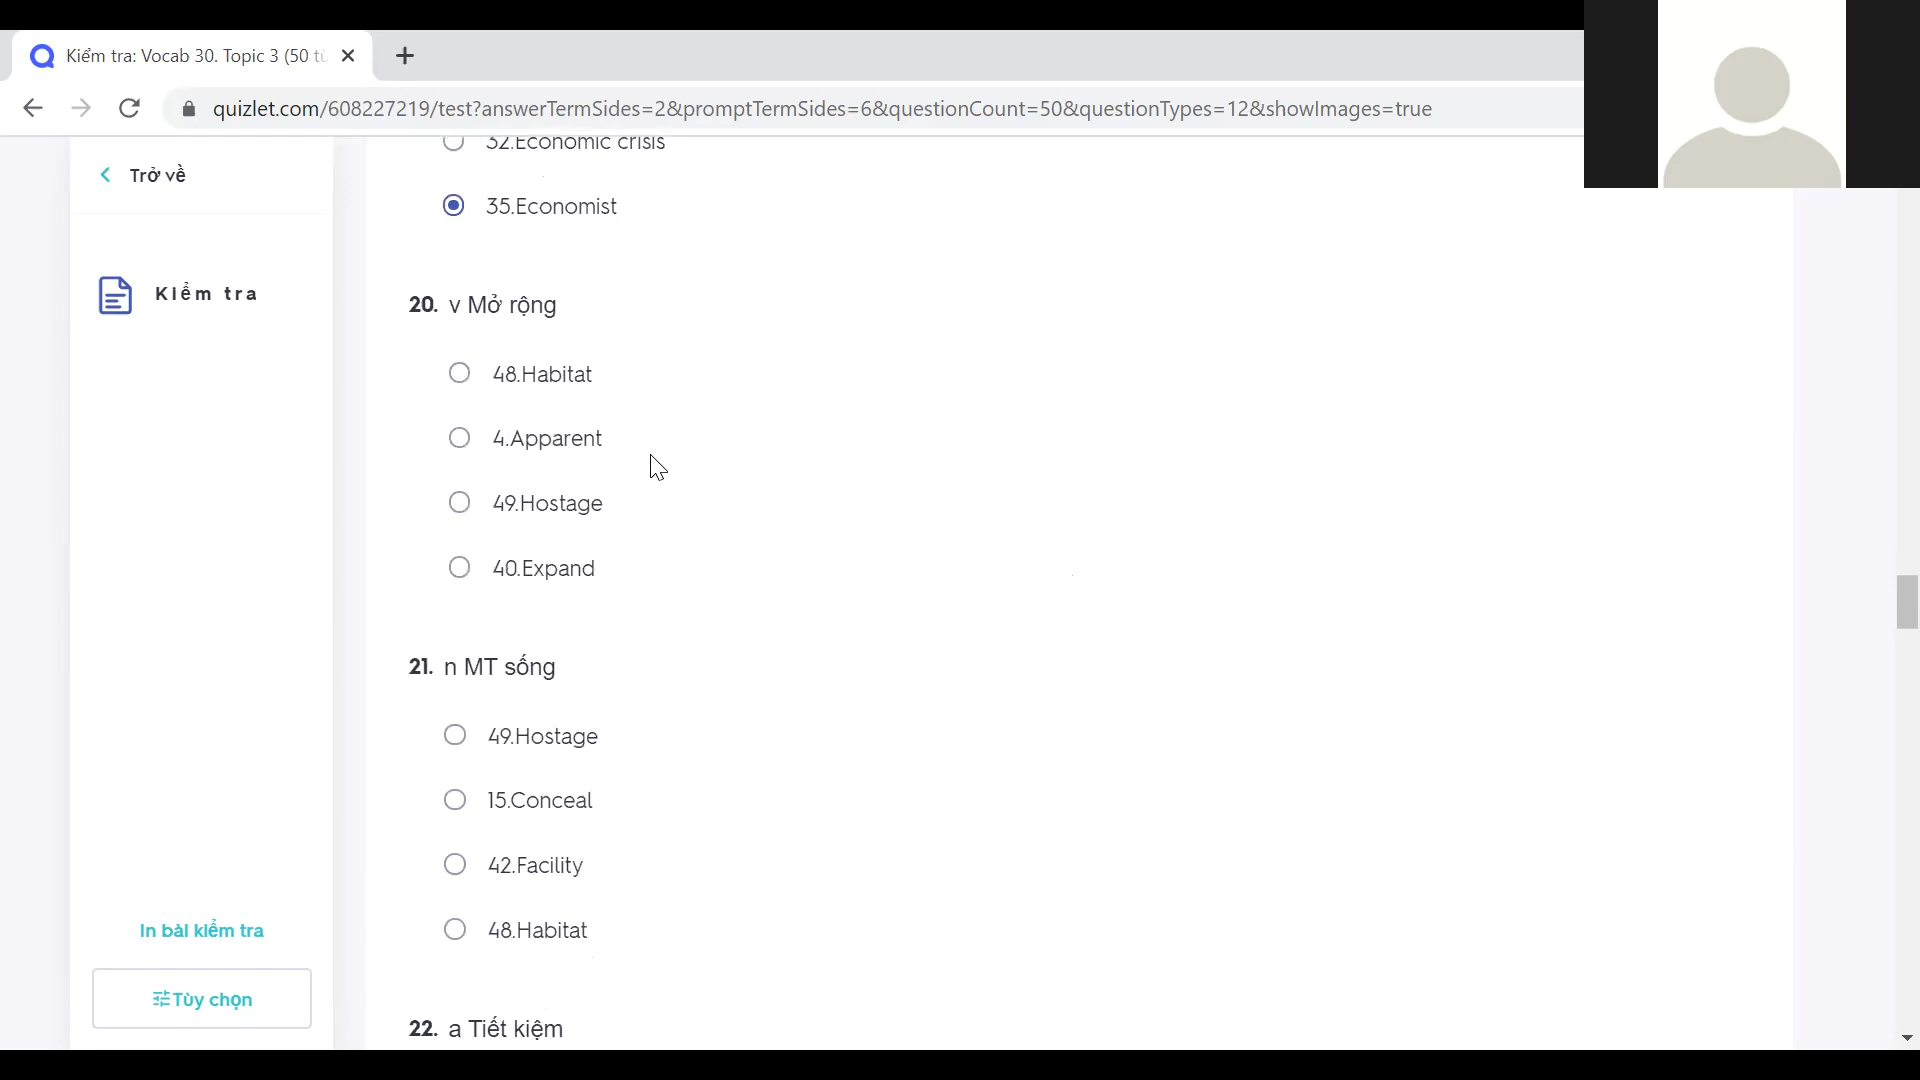 Kiểm tra: Vocab 30. Topic 3 (50 từ
quizlet.com/608227219/test?answerTermSides=2&promptTermSides=6&questionCount=50&questionTypes=12&showImages=true
Trở về
Kiểm tra
In bài kiểm tra
Tùy chọn
32.Economic crisis
35.Economist
20. v Mở rộng
48.Habitat
4.Apparent
49.Hostage
40.Expand
21. n MT sống
49.Hostage
15.Conceal
42.Facility
48.Habitat
22. a Tiết kiệm